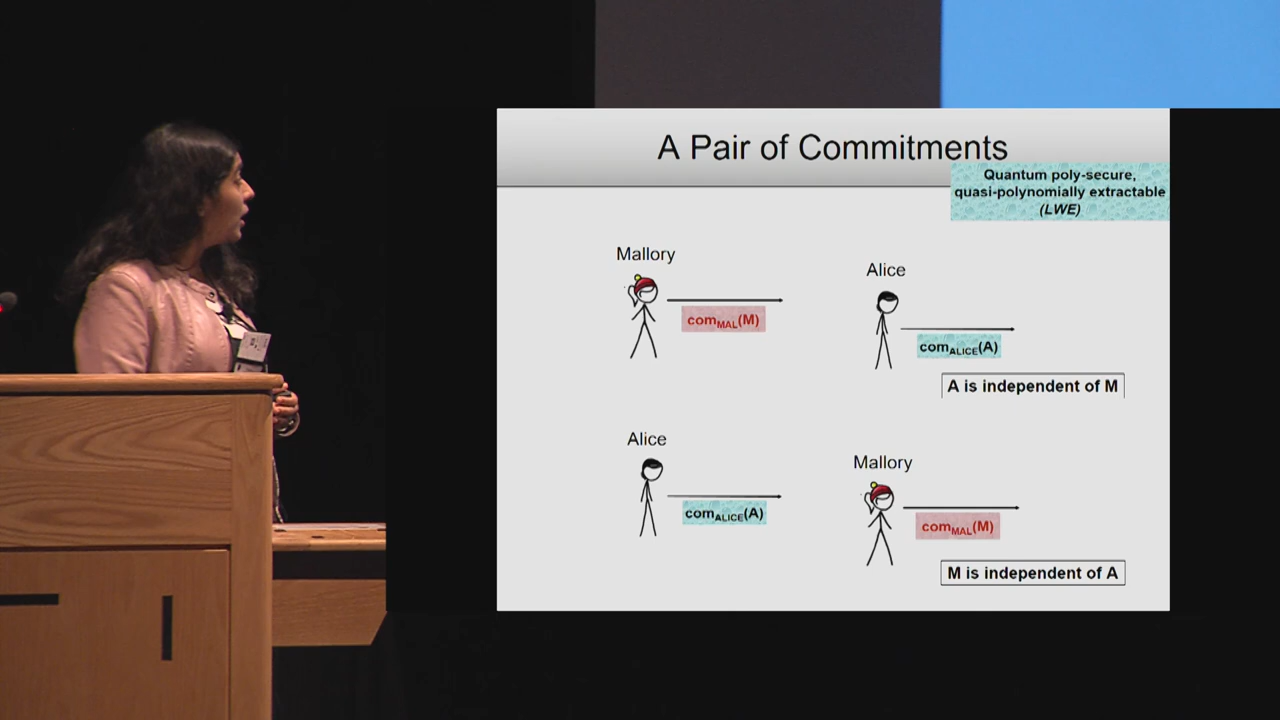 A Pair of Commitments
Quantum poly-secure,
quasi-polynomially extractable
(LWE)
Mallory
Alice
comMAL(M)
comALICE(A)
A is independent of M
Alice
Mallory
comALICE(A)
comMAL(M)
M is independent of A